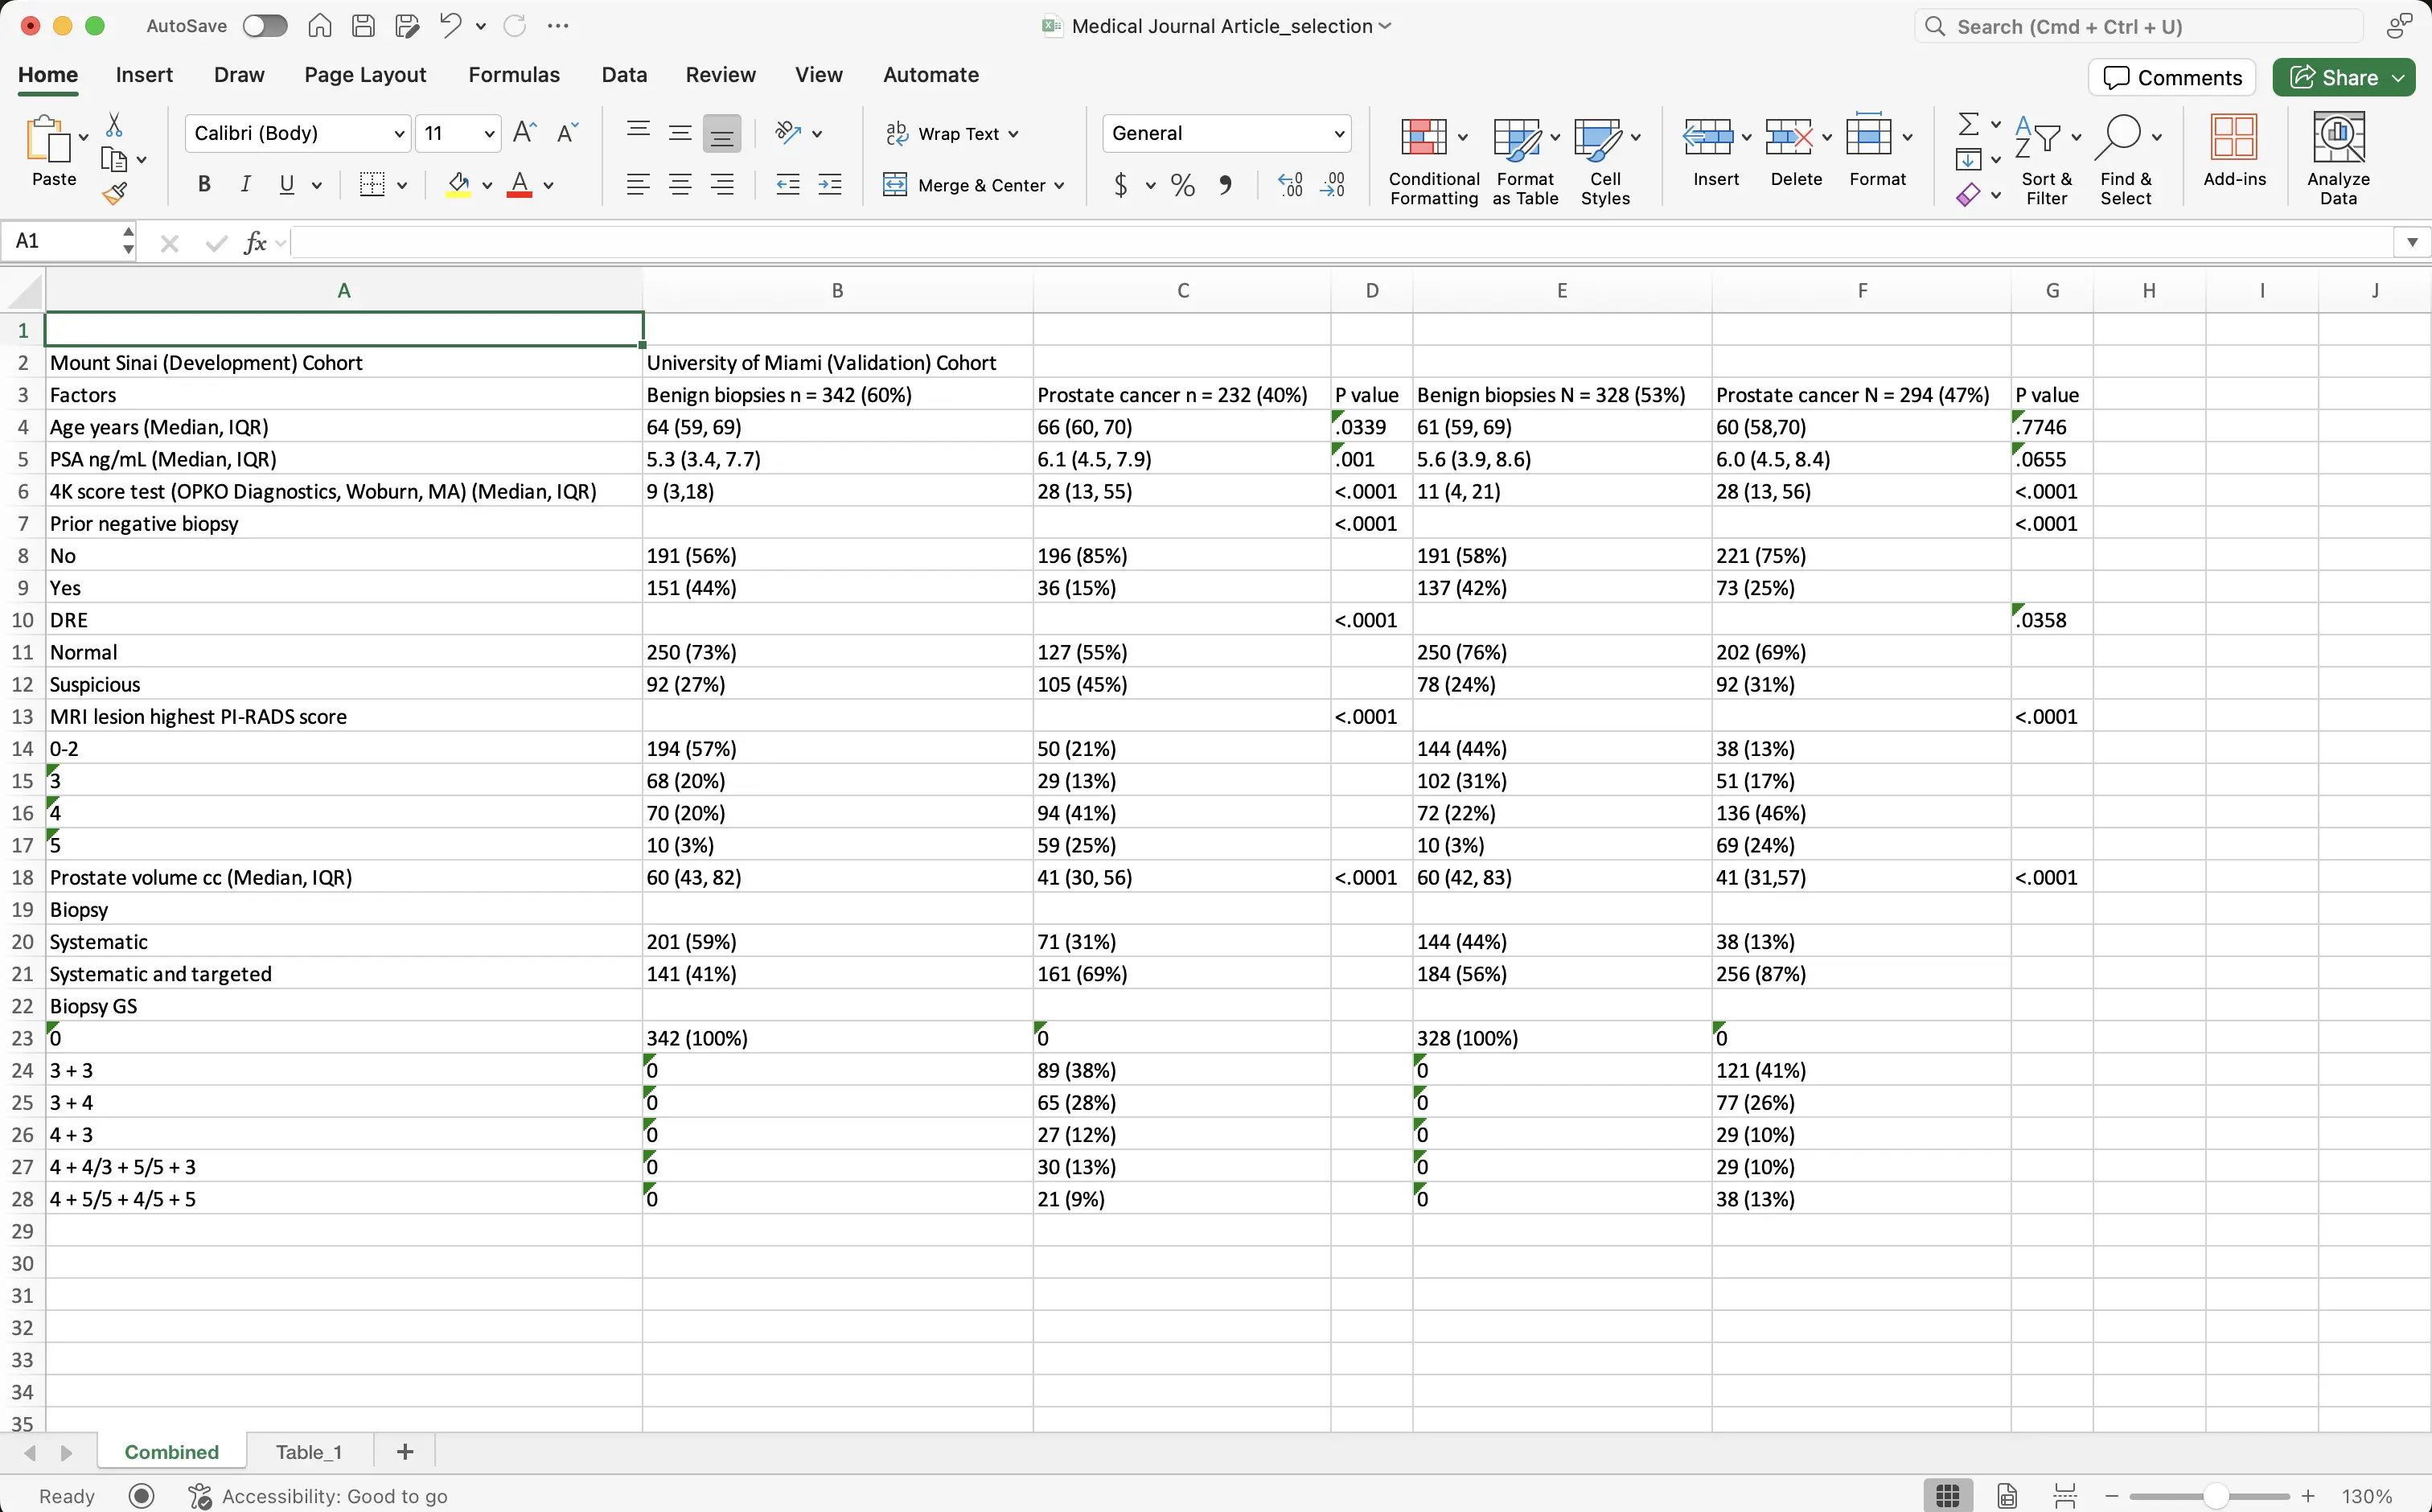 AutoSave
Medical Journal Article_selection
Search (Cmd + Ctrl + U)
Home Insert Draw Page Layout Formulas Data Review View Automate
Comments Share
Paste
Calibri (Body) 11
B I U
Wrap Text
Merge & Center
General
$ % 9 .00 .0
Conditional Formatting
Format as Table
Cell Styles
Insert Delete Format
Sort & Filter
Find & Select
Add-ins
Analyze Data
A1 fx
A B C D E F G H I J
1
2 Mount Sinai (Development) Cohort University of Miami (Validation) Cohort
3 Factors Benign biopsies n = 342 (60%) Prostate cancer n = 232 (40%) P value Benign biopsies N = 328 (53%) Prostate cancer N = 294 (47%) P value
4 Age years (Median, IQR) 64 (59, 69) 66 (60, 70) .0339 61 (59, 69) 60 (58,70) .7746
5 PSA ng/mL (Median, IQR) 5.3 (3.4, 7.7) 6.1 (4.5, 7.9) .001 5.6 (3.9, 8.6) 6.0 (4.5, 8.4) .0655
6 4K score test (OPKO Diagnostics, Woburn, MA) (Median, IQR) 9 (3,18) 28 (13, 55) <.0001 11 (4, 21) 28 (13, 56) <.0001
7 Prior negative biopsy <.0001 <.0001
8 No 191 (56%) 196 (85%) 191 (58%) 221 (75%)
9 Yes 151 (44%) 36 (15%) 137 (42%) 73 (25%)
10 DRE <.0001 .0358
11 Normal 250 (73%) 127 (55%) 250 (76%) 202 (69%)
12 Suspicious 92 (27%) 105 (45%) 78 (24%) 92 (31%)
13 MRI lesion highest PI-RADS score <.0001 <.0001
14 0-2 194 (57%) 50 (21%) 144 (44%) 38 (13%)
15 3 68 (20%) 29 (13%) 102 (31%) 51 (17%)
16 4 70 (20%) 94 (41%) 72 (22%) 136 (46%)
17 5 10 (3%) 59 (25%) 10 (3%) 69 (24%)
18 Prostate volume cc (Median, IQR) 60 (43, 82) 41 (30, 56) <.0001 60 (42, 83) 41 (31,57) <.0001
19 Biopsy
20 Systematic 201 (59%) 71 (31%) 144 (44%) 38 (13%)
21 Systematic and targeted 141 (41%) 161 (69%) 184 (56%) 256 (87%)
22 Biopsy GS
23 0 342 (100%) 0 328 (100%) 0
24 3 + 3 0 89 (38%) 0 121 (41%)
25 3 + 4 0 65 (28%) 0 77 (26%)
26 4 + 3 0 27 (12%) 0 29 (10%)
27 4 + 4/3 + 5/5 + 3 0 30 (13%) 0 29 (10%)
28 4 + 5/5 + 4/5 + 5 0 21 (9%) 0 38 (13%)
29
30
31
32
33
34
35
Combined Table_1 +
Ready Accessibility: Good to go 130%